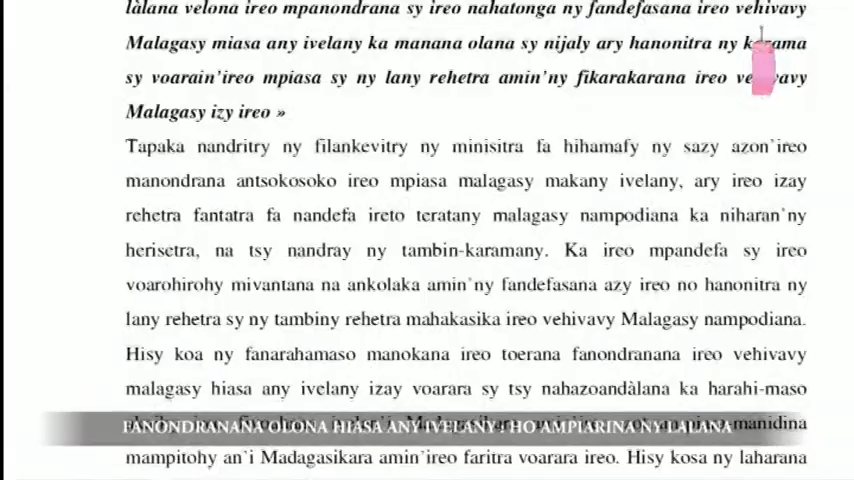 làlana velona ireo mpanondrana sy ireo nahatonga ny fandefasana ireo vehivavy
Malagasy miasa any ivelany ka manana olana sy nijaly ary hanonitra ny karama
sy voarain'ireo mpiasa sy ny lany rehetra amin'ny fikarakarana ireo vehivavy
Malagasy izy ireo »
Tapaka nandritry ny filankevitry ny minisitra fa hihamafy ny sazy azon'ireo
manondrana antsokosoko ireo mpiasa malagasy makany ivelany, ary ireo izay
rehetra fantatra fa nandefa ireto teratany malagasy nampodiana ka niharan'ny
herisetra, na tsy nandray ny tambin-karamany. Ka ireo mpandefa sy ireo
voarohirohy mivantana na ankolaka amin'ny fandefasana azy ireo no hanonitra ny
lany rehetra sy ny tambiny rehetra mahakasika ireo vehivavy Malagasy nampodiana.
Hisy koa ny fanarahamaso manokana ireo toerana fanondranana ireo vehivavy
malagasy hiasa any ivelany izay voarara sy tsy nahazoandàlana ka harahi-maso
manidina
FANONDRANANA OLONA HIASA ANY IVELANY : HO AMPIARINA NY LALANA
mampitohy an'i Madagasikara amin'ireo faritra voarara ireo. Hisy kosa ny laharana